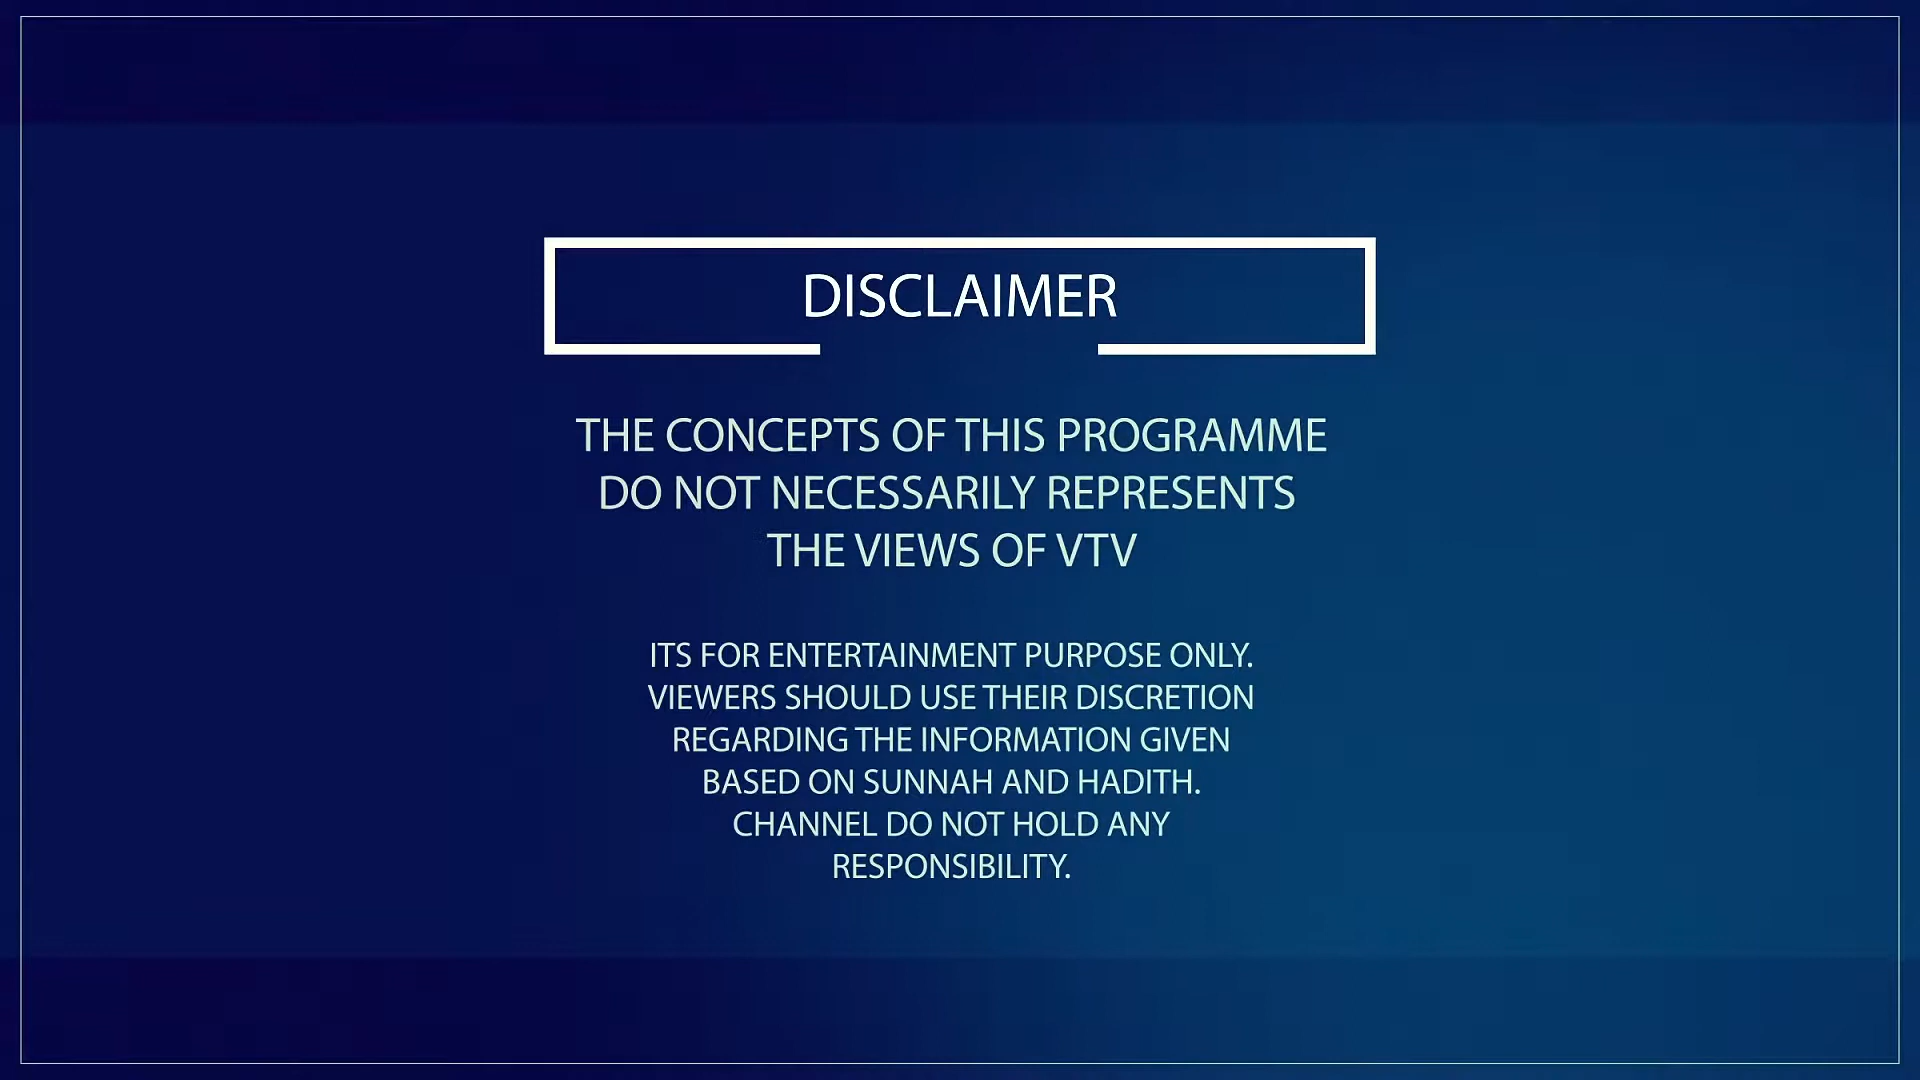 DISCLAIMER
THE CONCEPTS OF THIS PROGRAMME
DO NOT NECESSARILY REPRESENTS
THE VIEWS OF VTV
ITS FOR ENTERTAINMENT PURPOSE ONLY.
VIEWERS SHOULD USE THEIR DISCRETION
REGARDING THE INFORMATION GIVEN
BASED ON SUNNAH AND HADITH.
CHANNEL DO NOT HOLD ANY
RESPONSIBILITY.